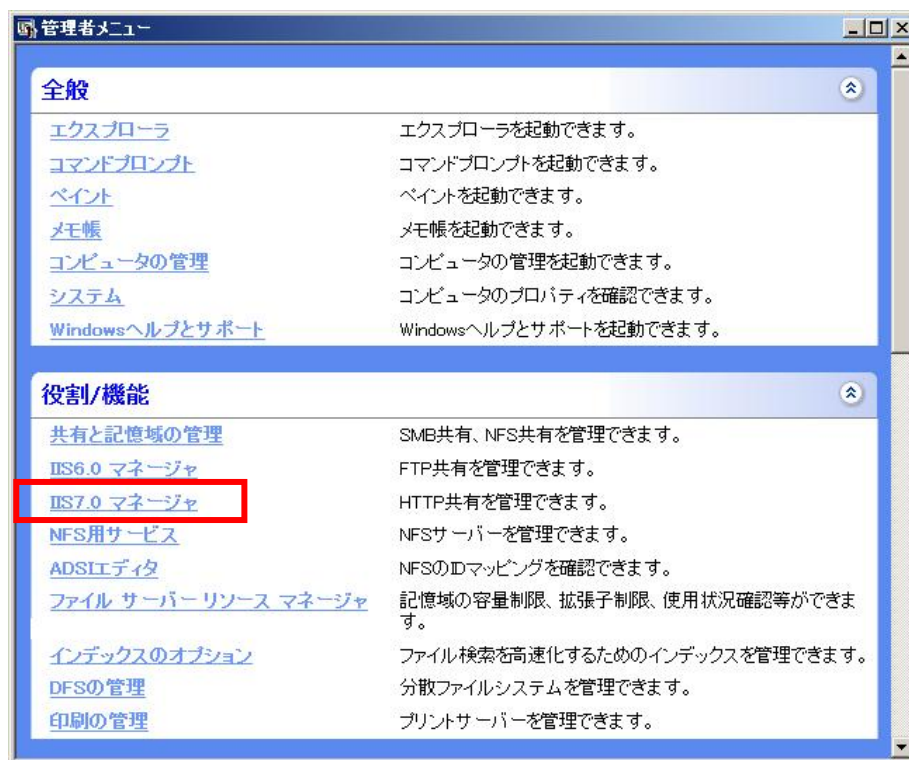 管理者メニュー
全般
エクスプローラ エクスプローラを起動できます。
コマンドプロンプト コマンドプロンプトを起動できます。
ペイント ペイントを起動できます。
メモ帳 メモ帳を起動できます。
コンピュータの管理 コンピュータの管理を起動できます。
システム コンピュータのプロパティを確認できます。
Windowsヘルプとサポート Windowsヘルプとサポートを起動できます。
役割/機能
共有と記憶域の管理 SMB共有、NFS共有を管理できます。
IIS6.0 マネージャ FTP共有を管理できます。
IIS7.0 マネージャ HTTP共有を管理できます。
NFS用サービス NFSサーバーを管理できます。
ADSIエディタ NFSのIDマッピングを確認できます。
ファイル サーバー リソース マネージャ 記憶域の容量制限、拡張子制限、使用状況確認等ができま
す。
インデックスのオプション ファイル検索を高速化するためのインデックスを管理できます。
DFSの管理 分散ファイルシステムを管理できます。
印刷の管理 プリントサーバーを管理できます。